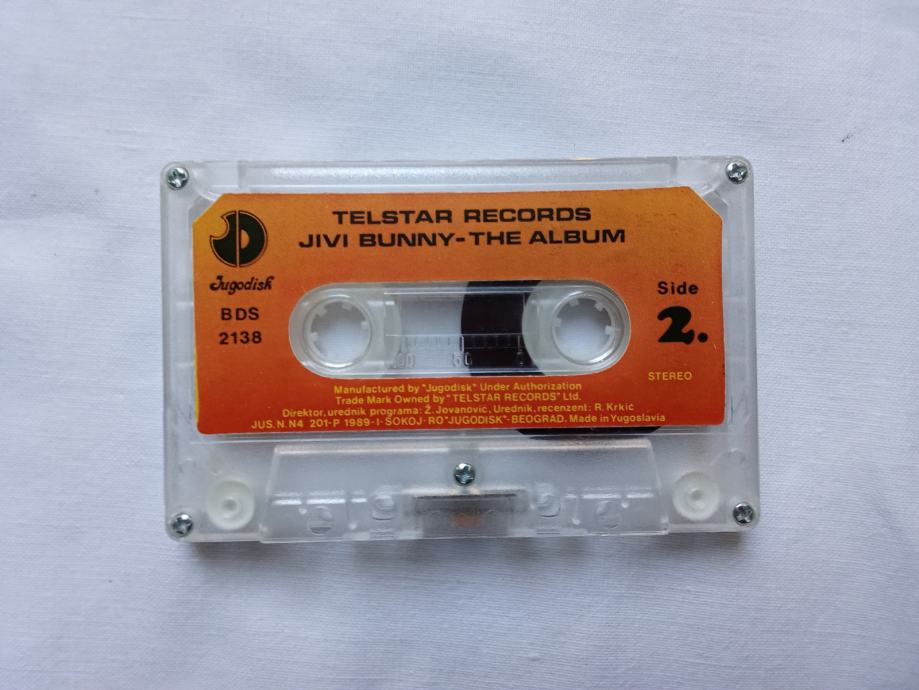 TELSTAR RECORDS
JIVI BUNNY-THE ALBUM
Jugodisk
BDS
2138
Side
2.
STEREO
50
Manufactured by "Jugodisk" Under Authorization
Trade Mark Owned by "TELSTAR RECORDS" Ltd.
Direktor, urednik programa: Ž. Jovanović, Urednik, recenzent: R. Krkić
JUS. N. N4 201-P 1989-I-SOKOJ-RO"JUGODISK"-BEOGRAD. Made in Yugoslavia